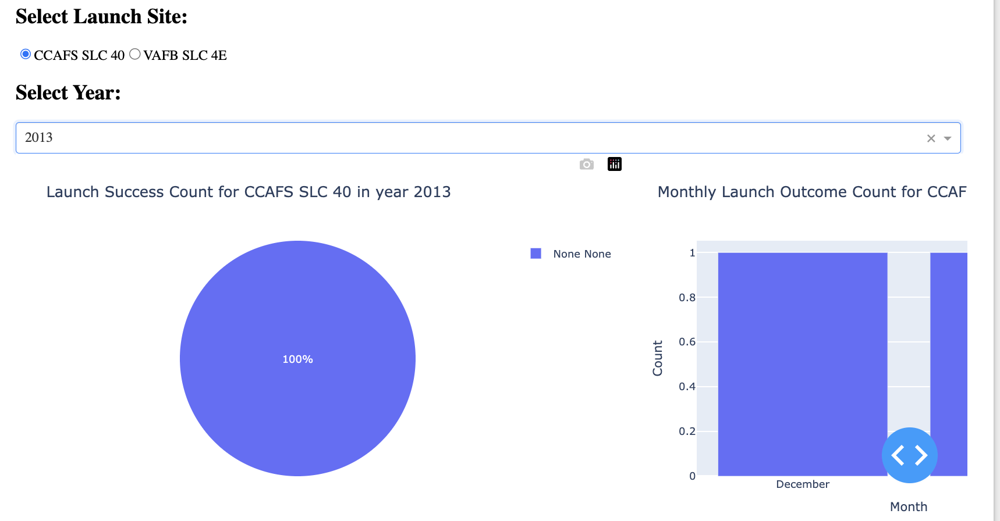 Select Launch Site:
CCAFS SLC 40 VAFB SLC 4E
Select Year:
2013
Launch Success Count for CCAFS SLC 40 in year 2013
None None
100%
Monthly Launch Outcome Count for CCAF
Count
1
0.8
0.6
0.4
0.2
0
December
Month